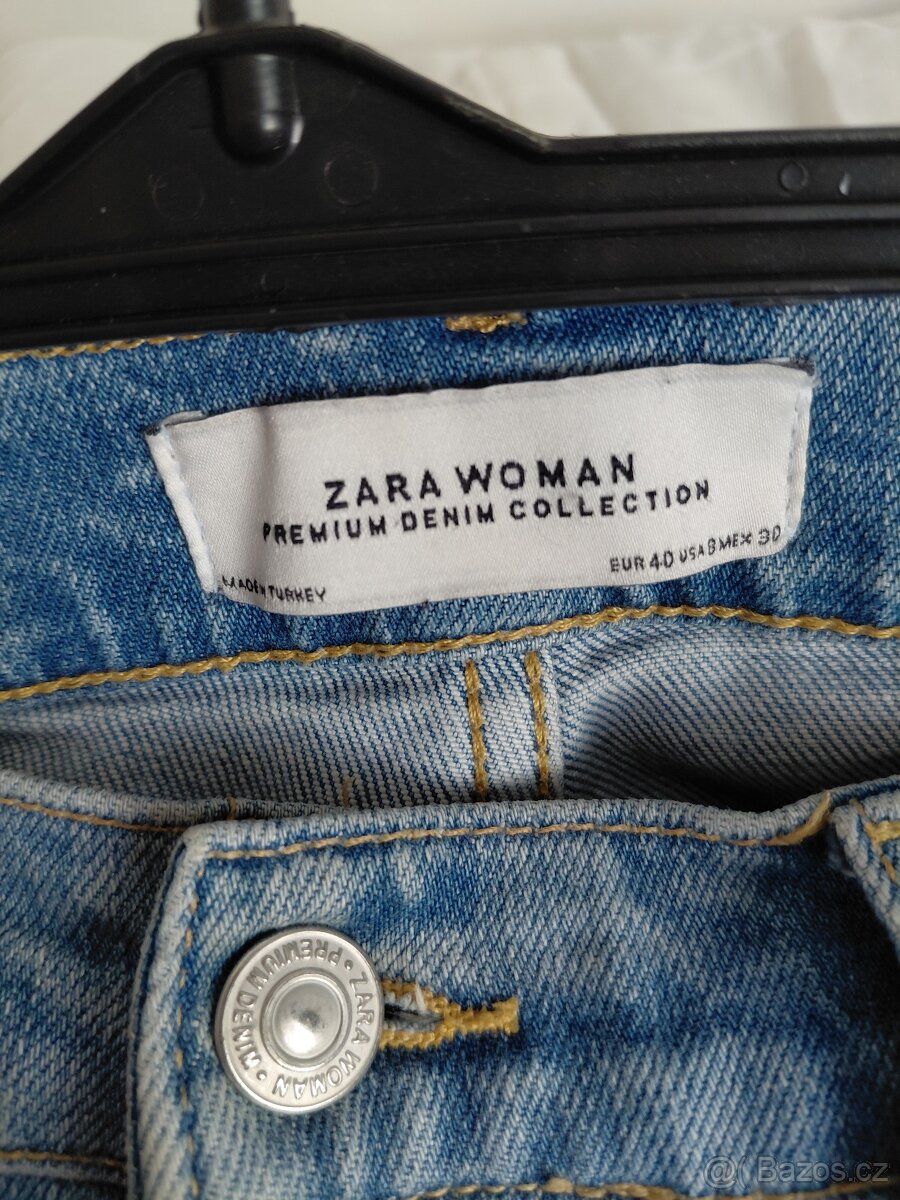 ZARA WOMAN
PREMIUM DENIM COLLECTION
MADE IN TURKEY
EUR 40 USA 8 MEX 30
ZARA WOMAN • PREMIUM DENIM •
@( Bazos.cz